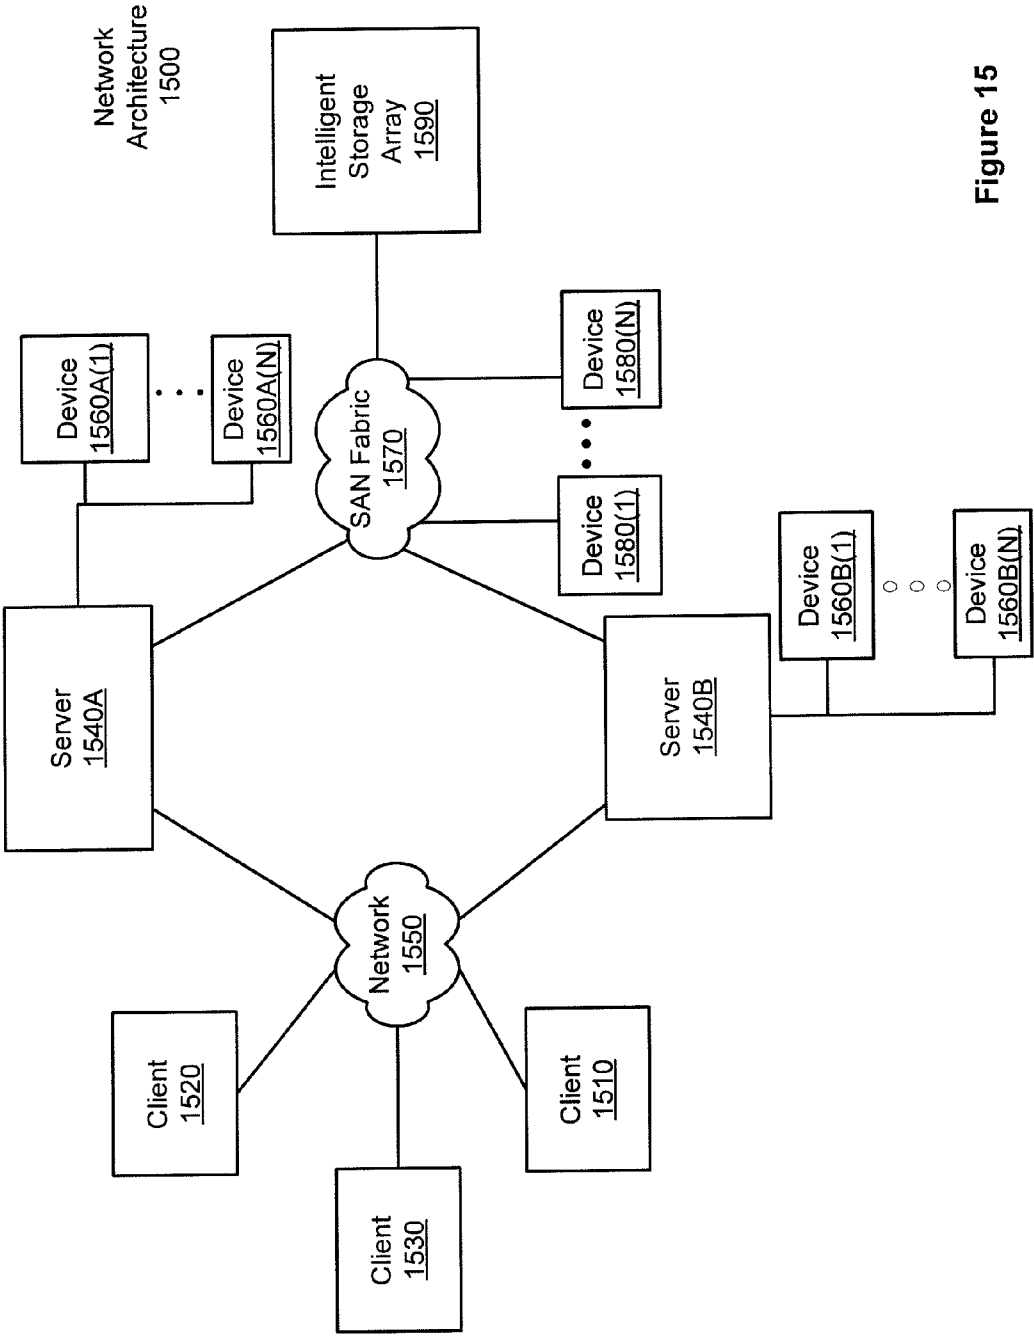 Network
Architecture
1500
Device
1560A(1)
Device
1560A(N)
Server
1540A
Intelligent
Storage
Array
1590
Client
1520
SAN Fabric
1570
Network
1550
Client
1530
Device
1580(1)
Device
1580(N)
Client
1510
Server
1540B
Device
1560B(1)
Device
1560B(N)
Figure 15